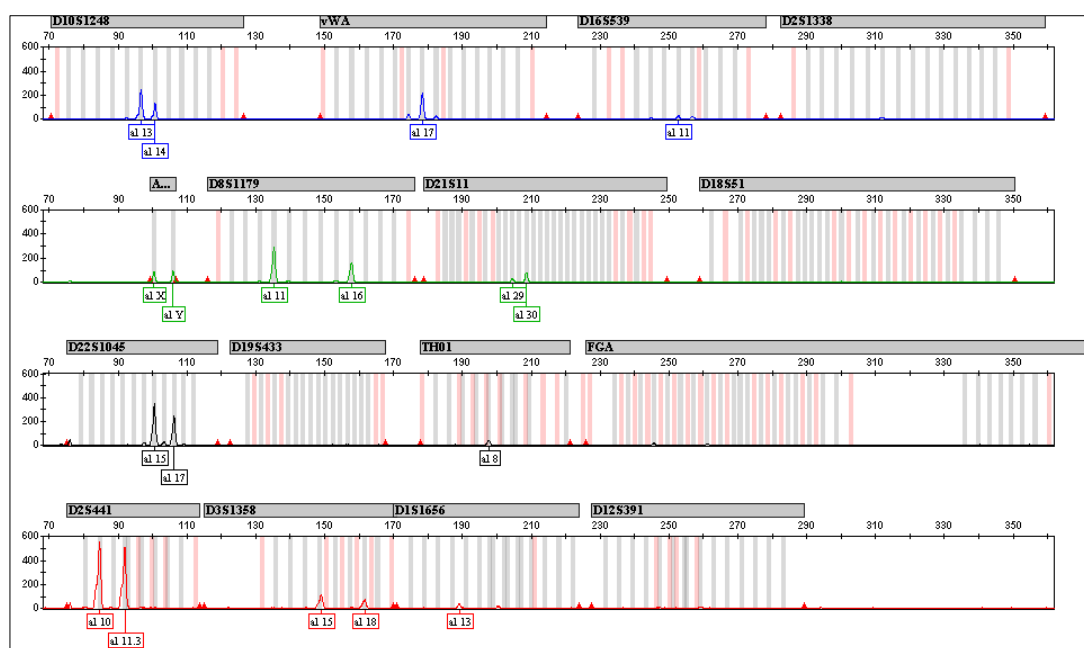 D10S1248 vWA D16S539 D2S1338
70 90 110 130 150 170 190 210 230 250 270 290 310 330 350
600
400
200
0
al 13 al 17 al 11
al 14
A... D8S1179 D21S11 D18S51
70 90 110 130 150 170 190 210 230 250 270 290 310 330 350
600
400
200
0
al X al 11 al 16 al 29
al Y al 30
D22S1045 D19S433 TH01 FGA
70 90 110 130 150 170 190 210 230 250 270 290 310 330 350
600
400
200
0
al 15 al 8
al 17
D2S441 D3S1358 D1S1656 D12S391
70 90 110 130 150 170 190 210 230 250 270 290 310 330 350
600
400
200
0
al 10 al 15 al 18 al 13
al 11.3